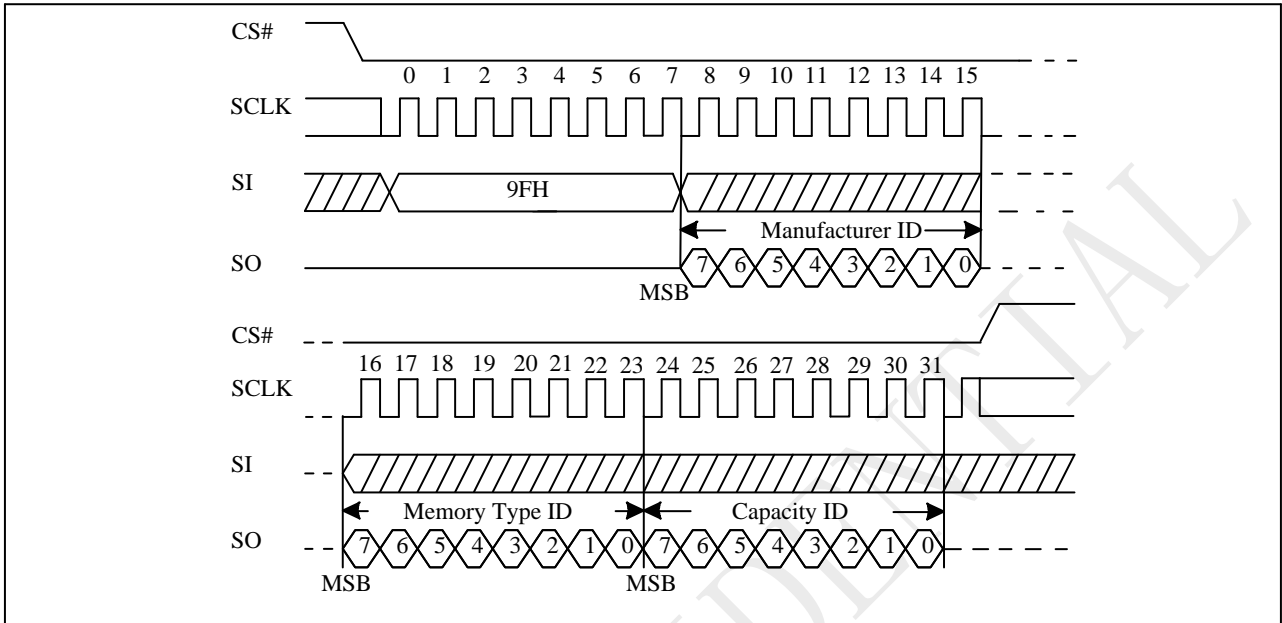 CS#
0 1 2 3 4 5 6 7 8 9 10 11 12 13 14 15
SCLK
SI
9FH
Manufacturer ID
SO
7 6 5 4 3 2 1 0
MSB
CS#
16 17 18 19 20 21 22 23 24 25 26 27 28 29 30 31
SCLK
SI
Memory Type ID Capacity ID
SO
7 6 5 4 3 2 1 0 7 6 5 4 3 2 1 0
MSB MSB